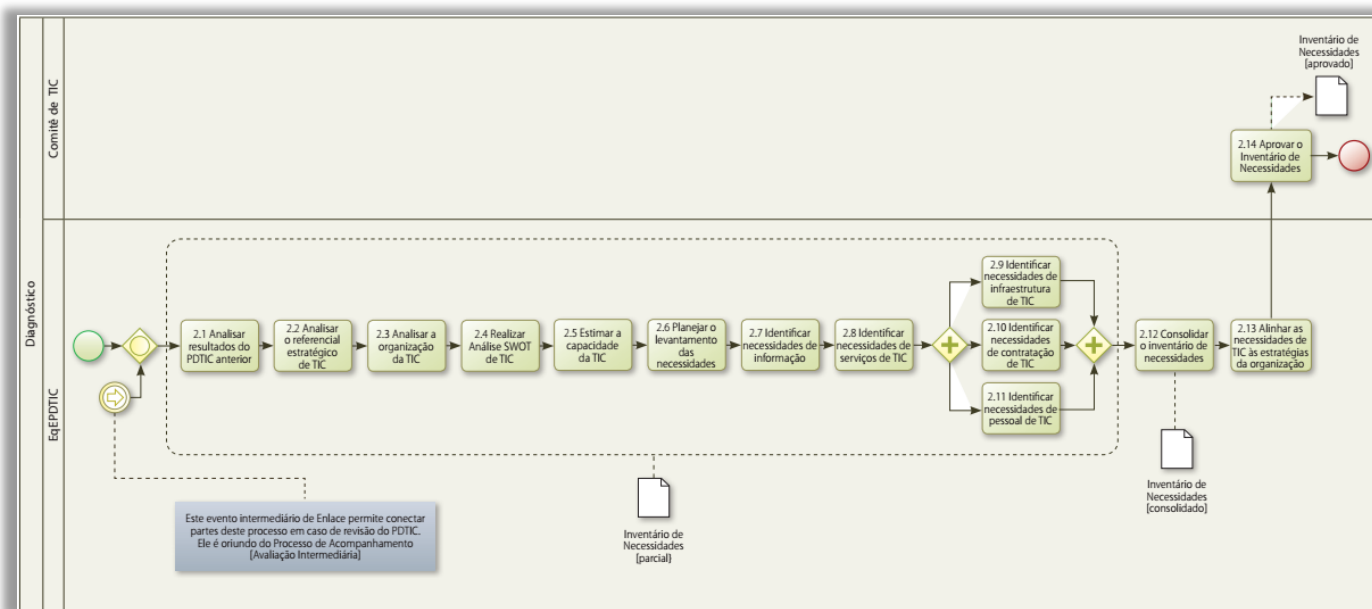 Diagnóstico
Comitê de TIC
Inventário de
Necessidades
[aprovado]
2.14 Aprovar o
Inventário de
Necessidades
EqEPDTIC
2.1 Analisar
resultados do
PDTIC anterior
2.2 Analisar
o referencial
estratégico
de TIC
2.3 Analisar a
organização
da TIC
2.4 Realizar
Análise SWOT
de TIC
2.5 Estimar a
capacidade
da TIC
2.6 Planejar o
levantamento
das
necessidades
2.7 Identificar
necessidades
de informação
2.8 Identificar
necessidades de
serviços de TIC
2.9 Identificar
necessidades de
infraestrutura
de TIC
2.10 Identificar
necessidades
de contratação
de TIC
2.11 Identificar
necessidades de
pessoal de TIC
2.12 Consolidar
o inventário de
necessidades
2.13 Alinhar as
necessidades de
TIC às estratégias
da organização
Este evento intermediário de Enlace permite conectar
partes deste processo em caso de revisão do PDTIC.
Ele é oriundo do Processo de Acompanhamento
[Avaliação Intermediária]
Inventário de
Necessidades
[parcial]
Inventário de
Necessidades
[consolidado]